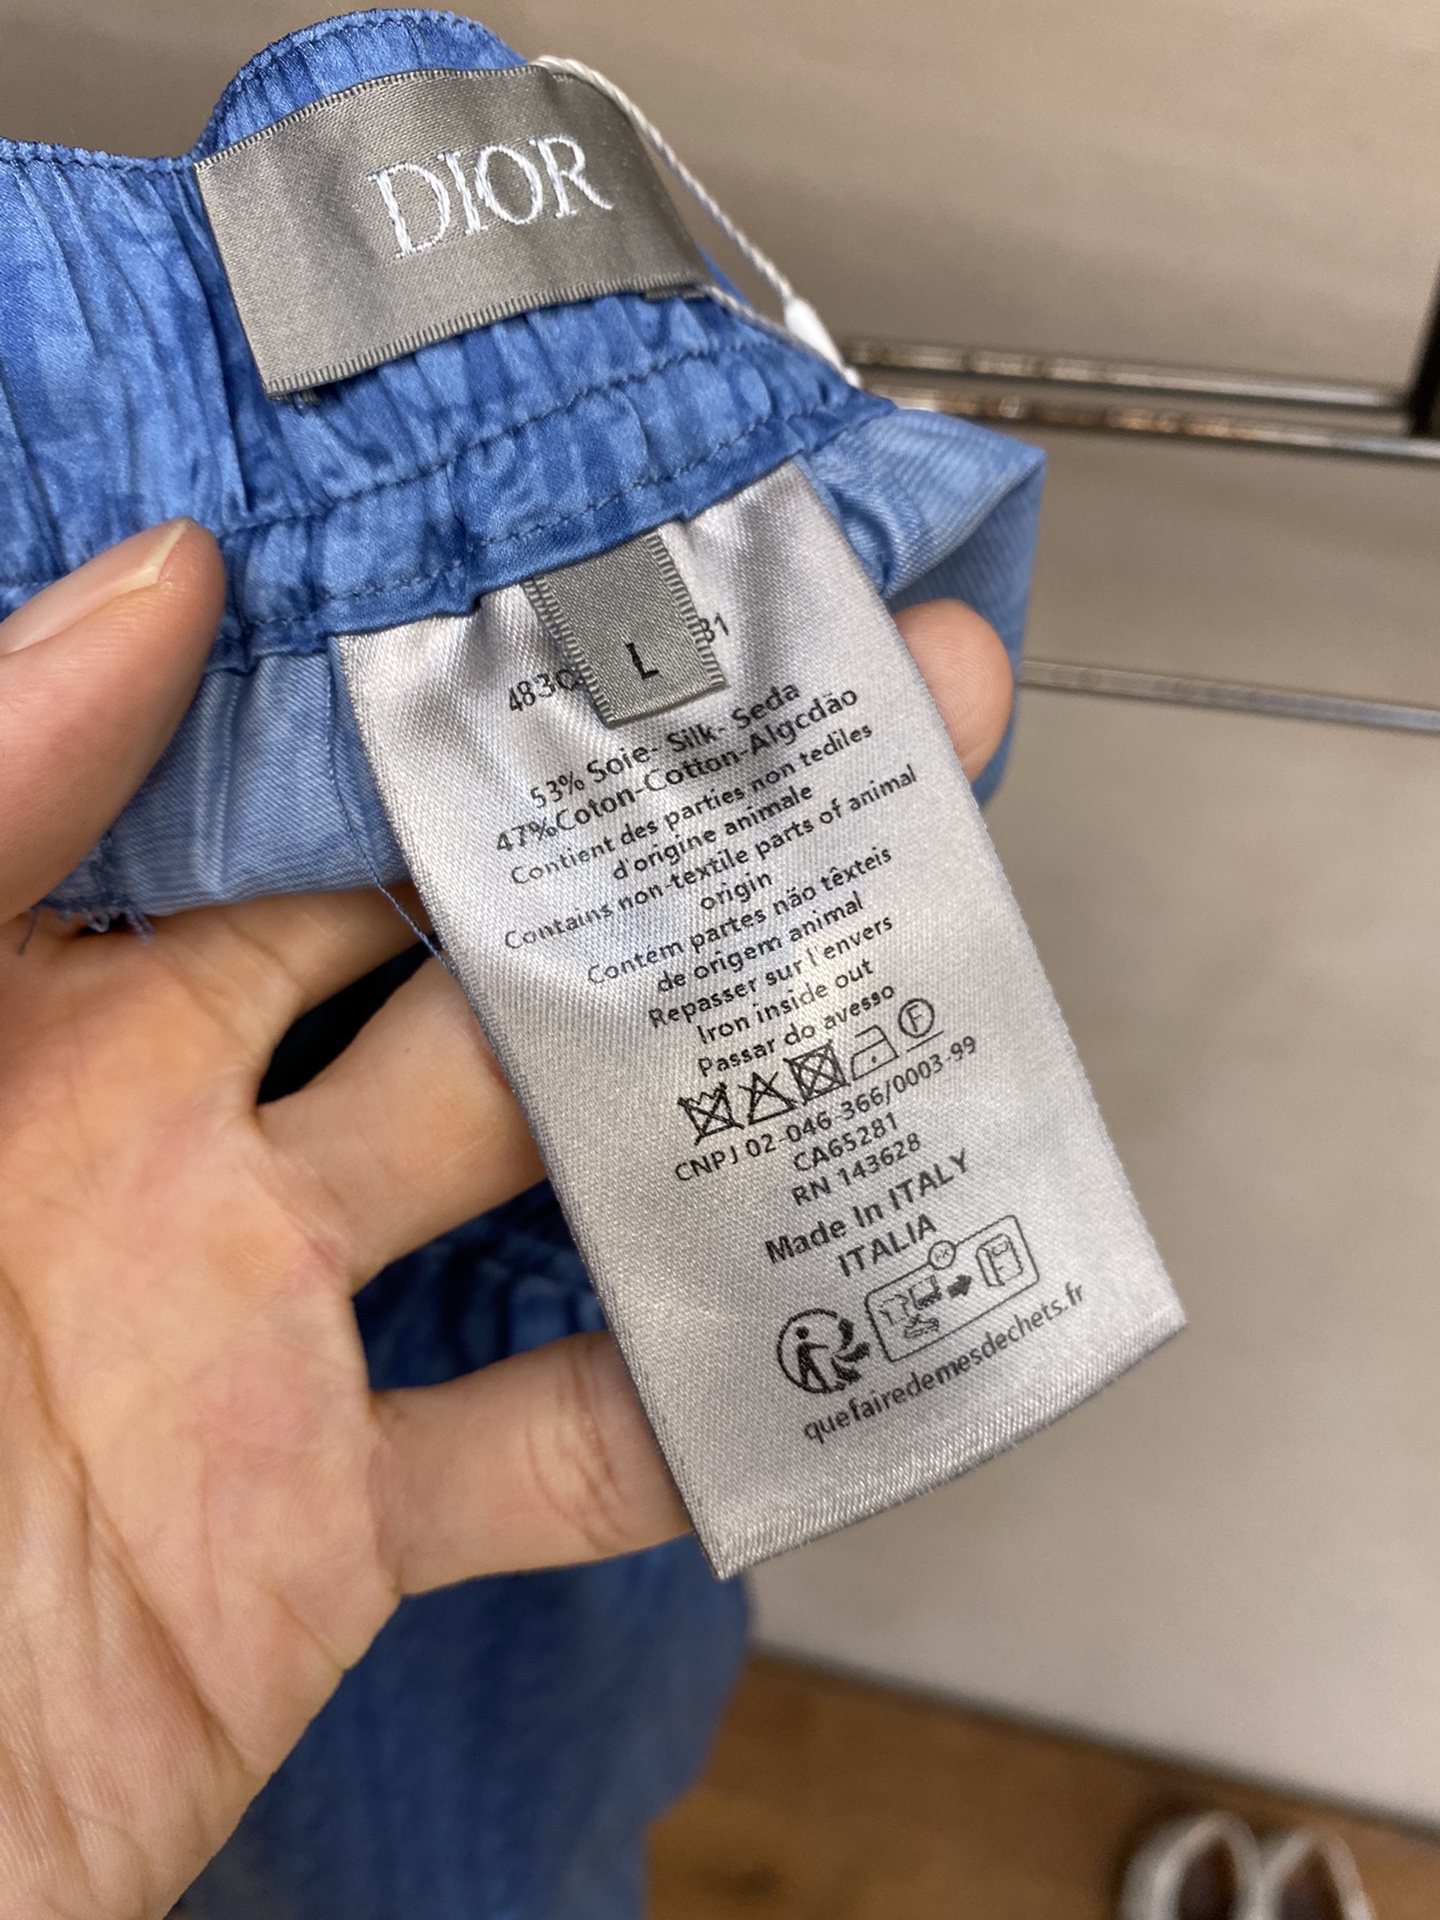 DIOR
L
53% Soie- Silk- Seda
47%Coton-Cotton-Algcdão
Contient des parties non tediles
d'origine animale
Contains non-textile parts of animal
origin
Contém partes não têxteis
de origem animal
Repasser sur l'envers
Iron inside out
Passar do avesso
F
CNPJ 02-046-366/0003-99
CA65281
RN 143628
Made In ITALY
ITALIA
quefairedemesdechets.fr